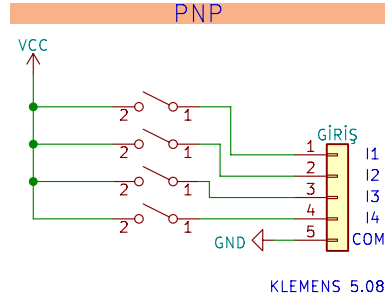 PNP
VCC
2 1
2 1
2 1
2 1
GİRİŞ
1 I1
2 I2
3 I3
4 I4
GND 5 COM
KLEMENS 5.08